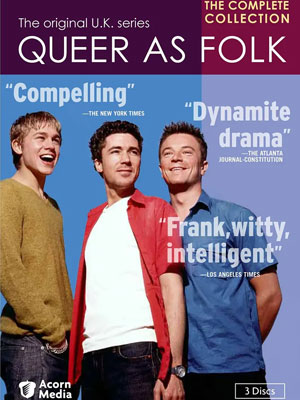 THE COMPLETE
COLLECTION
The original U.K. series
QUEER AS FOLK
“Compelling”
—THE NEW YORK TIMES
“Dynamite
drama”
—THE ATLANTA
JOURNAL-CONSTITUTION
“Frank,witty,
intelligent”
—LOS ANGELES TIMES
Acorn
Media
3 Discs